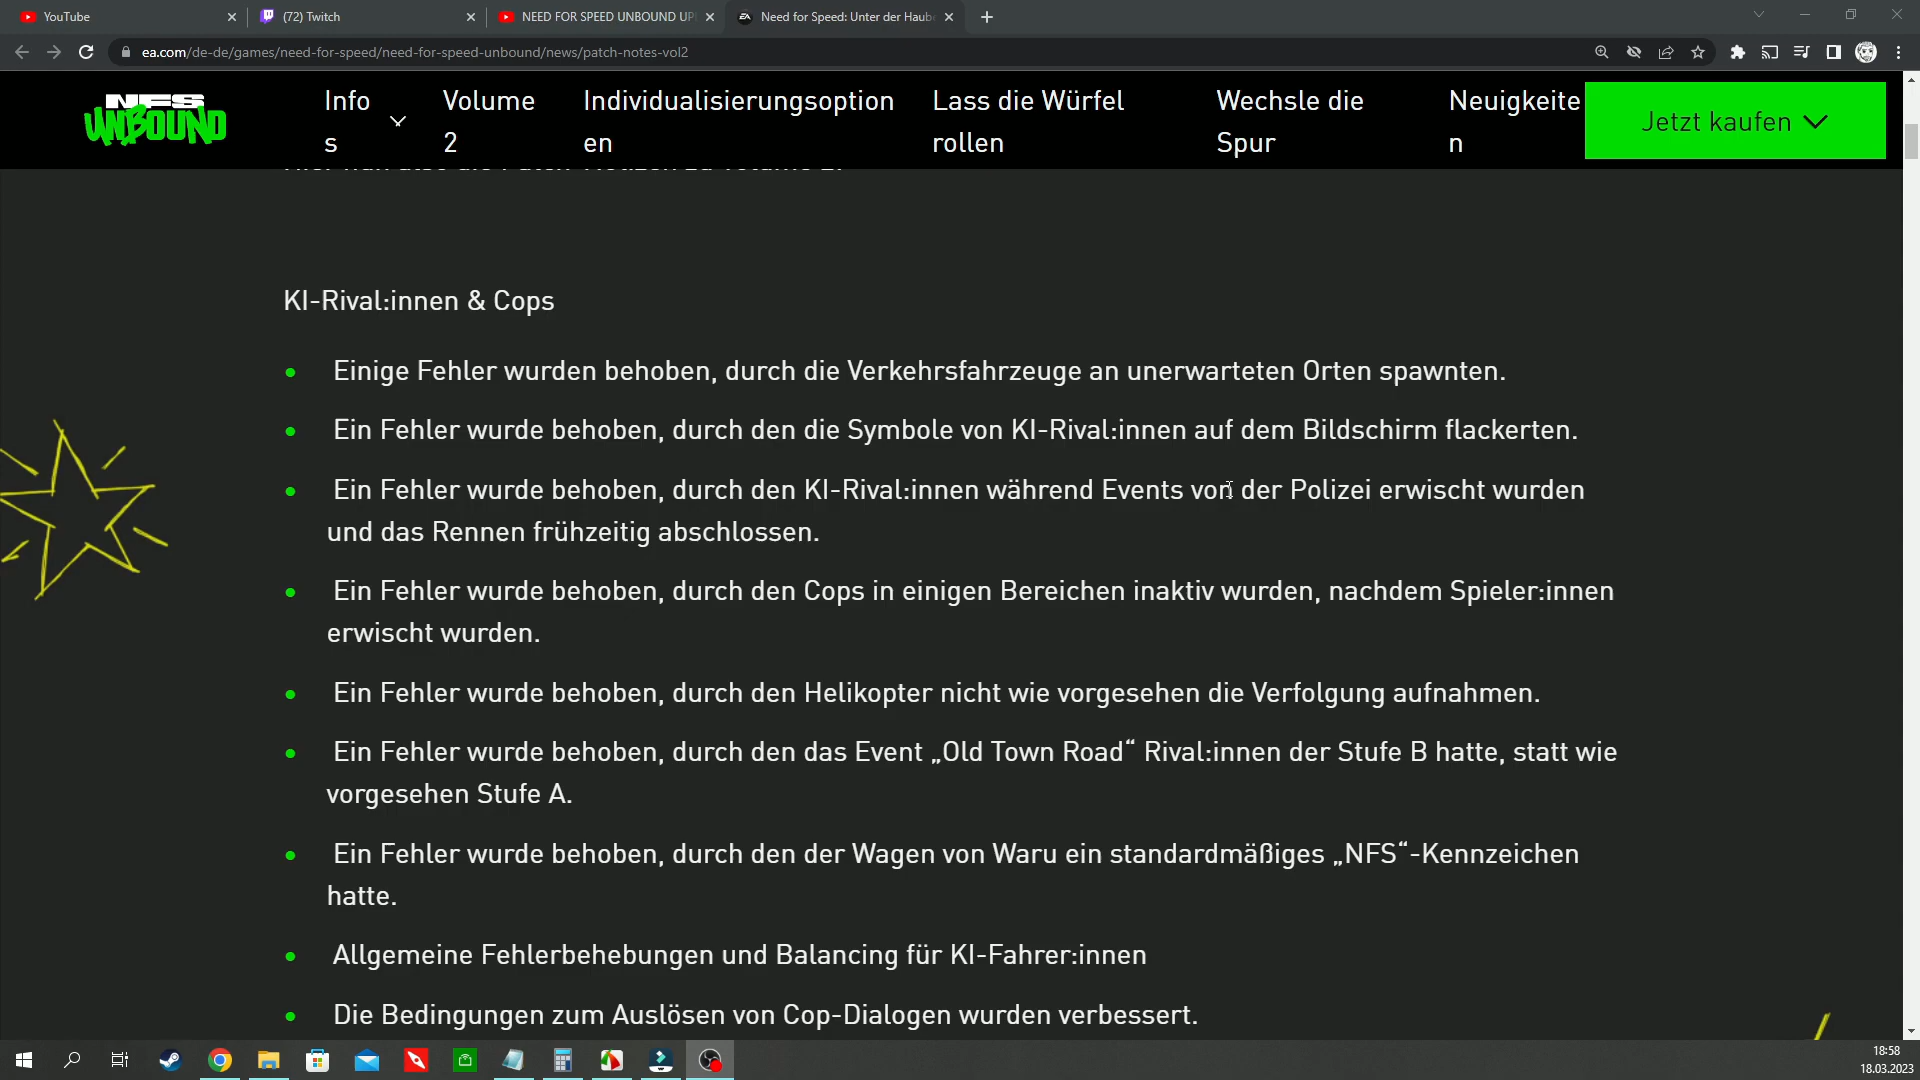 YouTube
(72) Twitch
NEED FOR SPEED UNBOUND UP
Need for Speed: Unter der Haube
ea.com/de-de/games/need-for-speed/need-for-speed-unbound/news/patch-notes-vol2
NFS
UNBOUND
Info
s
Volume
2
Individualisierungsoption
en
Lass die Würfel
rollen
Wechsle die
Spur
Neuigkeite
n
Jetzt kaufen
KI-Rival:innen & Cops
Einige Fehler wurden behoben, durch die Verkehrsfahrzeuge an unerwarteten Orten spawnten.
Ein Fehler wurde behoben, durch den die Symbole von KI-Rival:innen auf dem Bildschirm flackerten.
Ein Fehler wurde behoben, durch den KI-Rival:innen während Events von der Polizei erwischt wurden
und das Rennen frühzeitig abschlossen.
Ein Fehler wurde behoben, durch den Cops in einigen Bereichen inaktiv wurden, nachdem Spieler:innen
erwischt wurden.
Ein Fehler wurde behoben, durch den Helikopter nicht wie vorgesehen die Verfolgung aufnahmen.
Ein Fehler wurde behoben, durch den das Event „Old Town Road“ Rival:innen der Stufe B hatte, statt wie
vorgesehen Stufe A.
Ein Fehler wurde behoben, durch den der Wagen von Waru ein standardmäßiges „NFS“-Kennzeichen
hatte.
Allgemeine Fehlerbehebungen und Balancing für KI-Fahrer:innen
Die Bedingungen zum Auslösen von Cop-Dialogen wurden verbessert.
18:58
18.03.2023